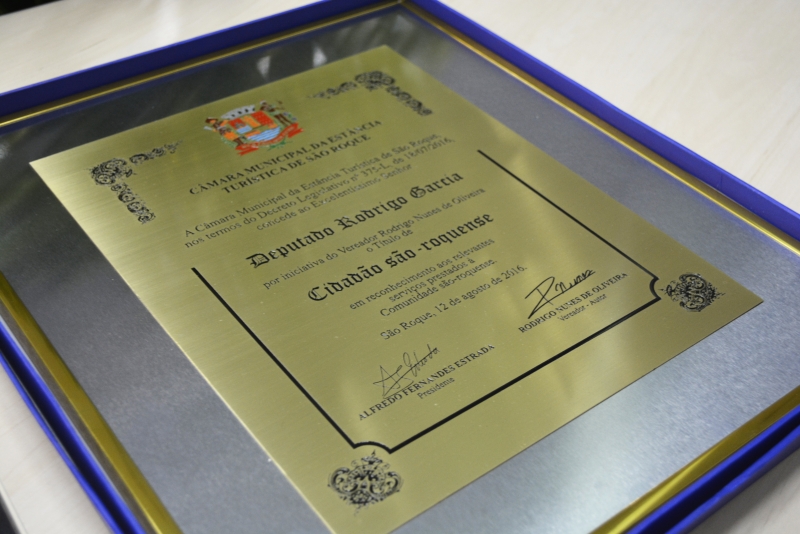 CÂMARA MUNICIPAL DA ESTÂNCIA
TURÍSTICA DE SÃO ROQUE
A Câmara Municipal da Estância Turística de São Roque,
nos termos do Decreto Legislativo nº 335-L, de 18/07/2016,
concede ao Excelentíssimo Senhor
Deputado Rodrigo Garcia
por iniciativa do Vereador Rodrigo Nunes de Oliveira
o Título de
Cidadão são-roquense
em reconhecimento aos relevantes
serviços prestados à
Comunidade são-roquense.
São Roque, 12 de agosto de 2016.
ALFREDO FERNANDES ESTRADA
Presidente
RODRIGO NUNES DE OLIVEIRA
Vereador - Autor